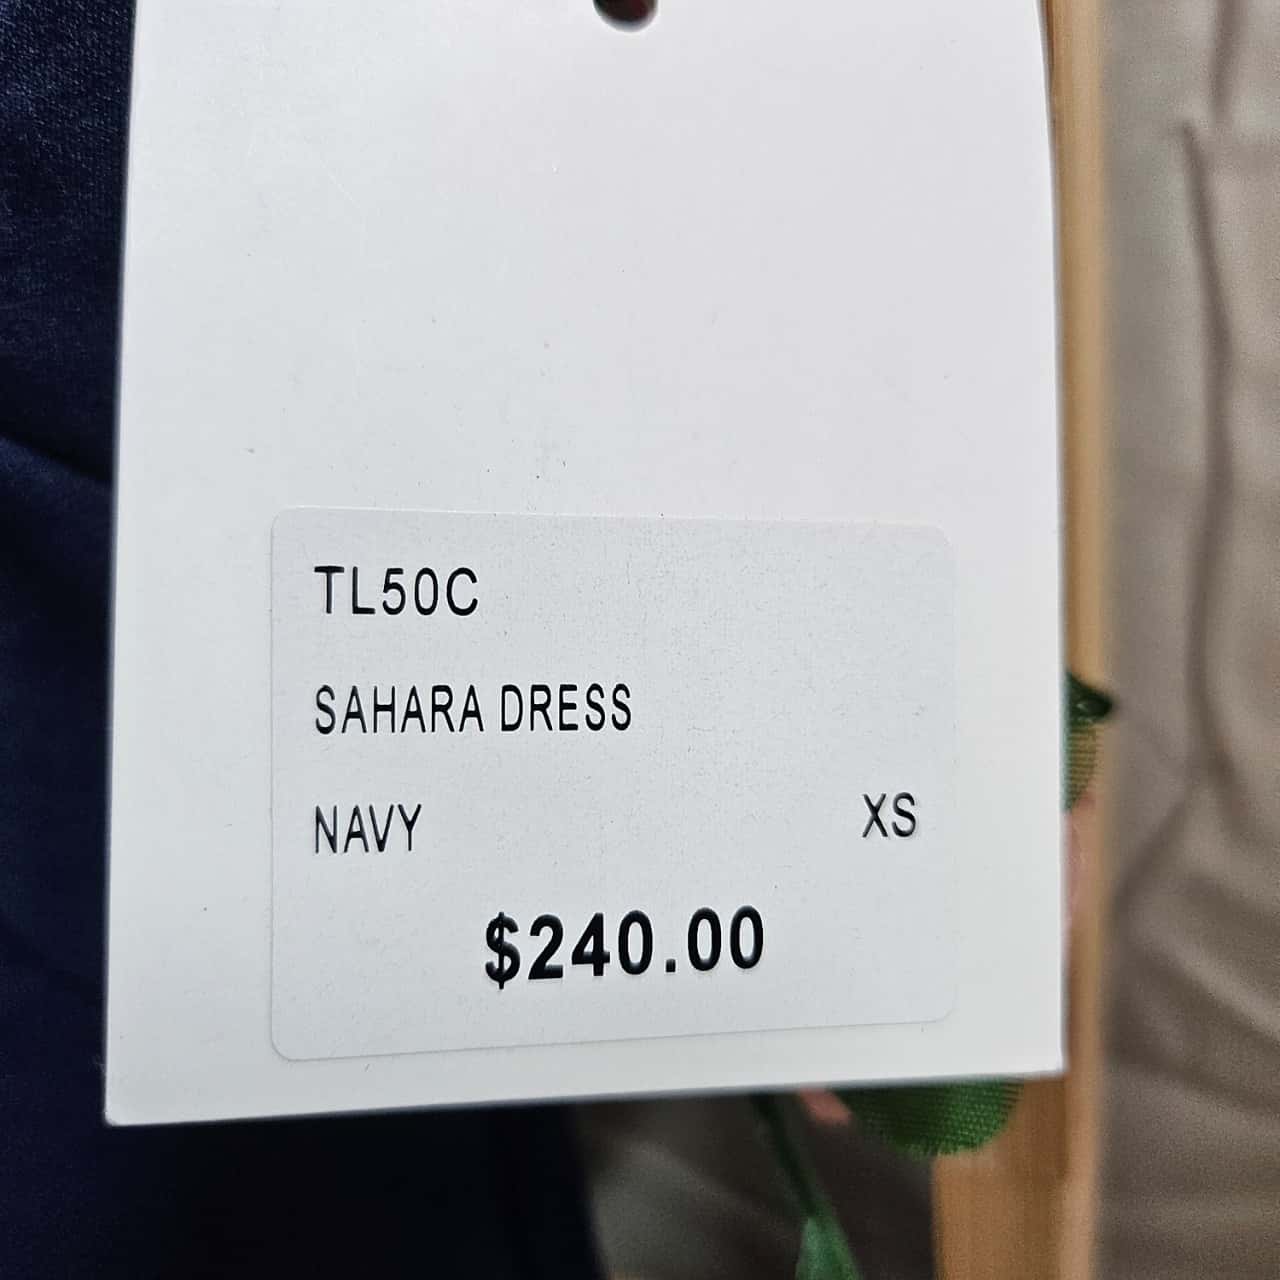 TL50C
SAHARA DRESS
NAVY XS
$240.00